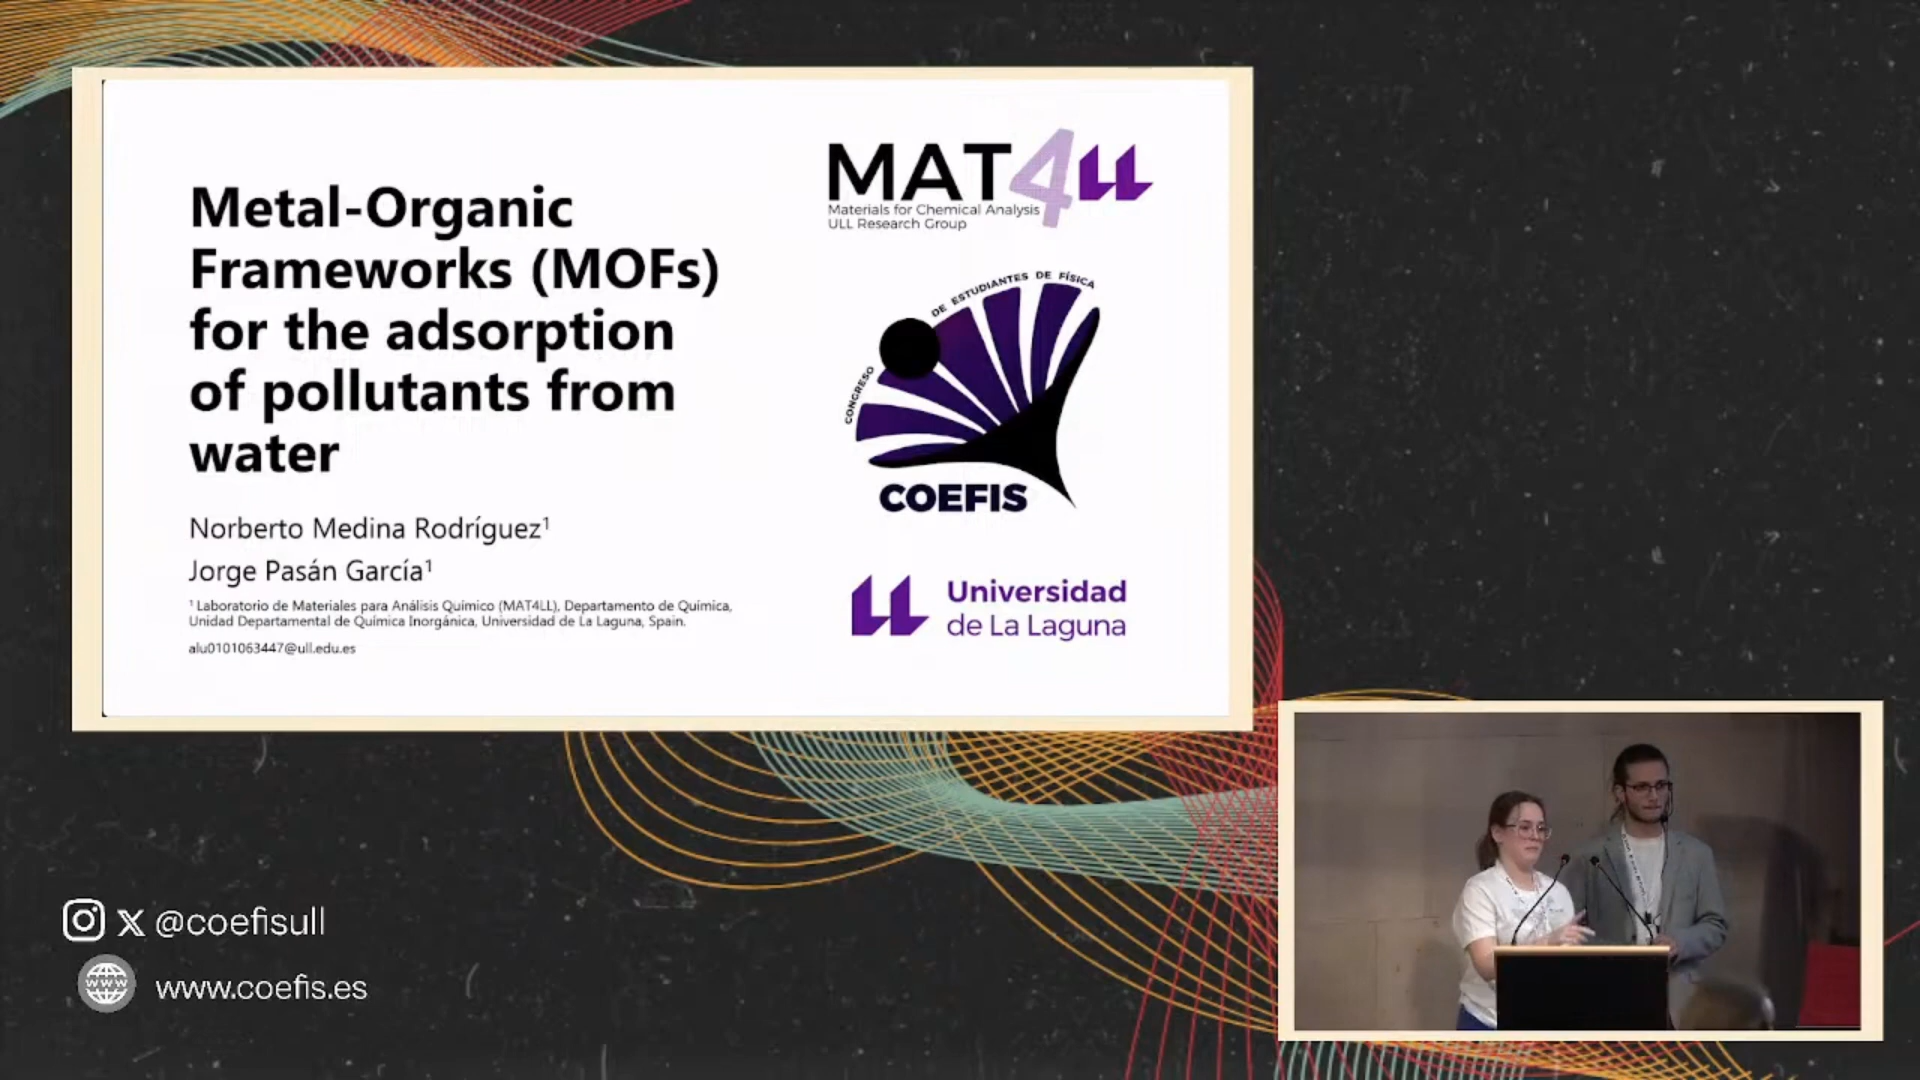 Metal-Organic
Frameworks (MOFs)
for the adsorption
of pollutants from
water
Norberto Medina Rodríguez¹
Jorge Pasán García¹
¹ Laboratorio de Materiales para Análisis Químico (MAT4LL), Departamento de Química,
Unidad Departamental de Química Inorgánica, Universidad de La Laguna, Spain.
alu0101063447@ull.edu.es
MAT4LL
Materials for Chemical Analysis
ULL Research Group
CONGRESO DE ESTUDIANTES DE FÍSICA
COEFIS
Universidad
de La Laguna
@coefisull
www
www.coefis.es